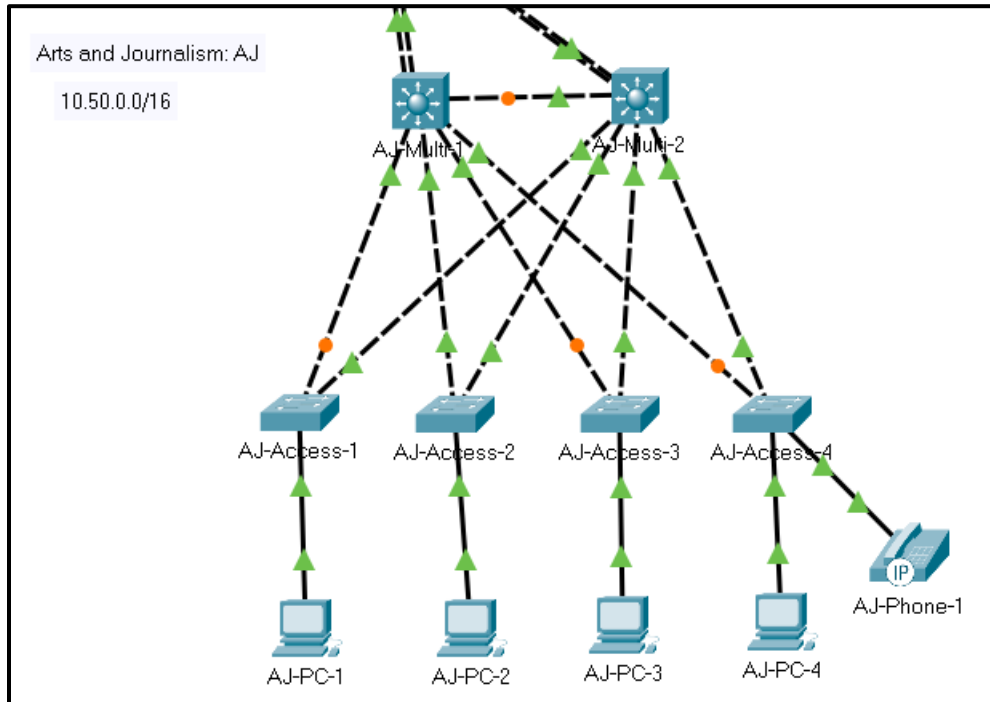 Arts and Journalism: AJ
10.50.0.0/16
AJ-Multi-1
AJ-Multi-2
AJ-Access-1
AJ-Access-2
AJ-Access-3
AJ-Access-4
IP
AJ-Phone-1
AJ-PC-1
AJ-PC-2
AJ-PC-3
AJ-PC-4